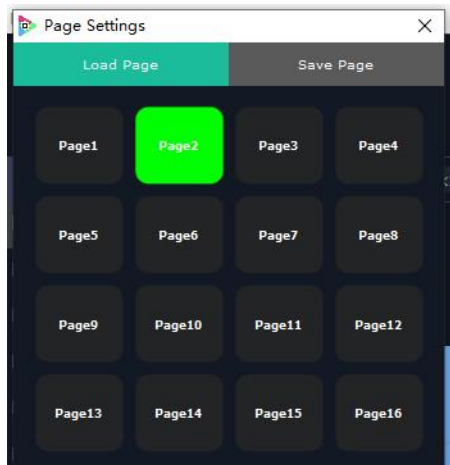 Page Settings
Load Page Save Page
Page1 Page2 Page3 Page4
Page5 Page6 Page7 Page8
Page9 Page10 Page11 Page12
Page13 Page14 Page15 Page16